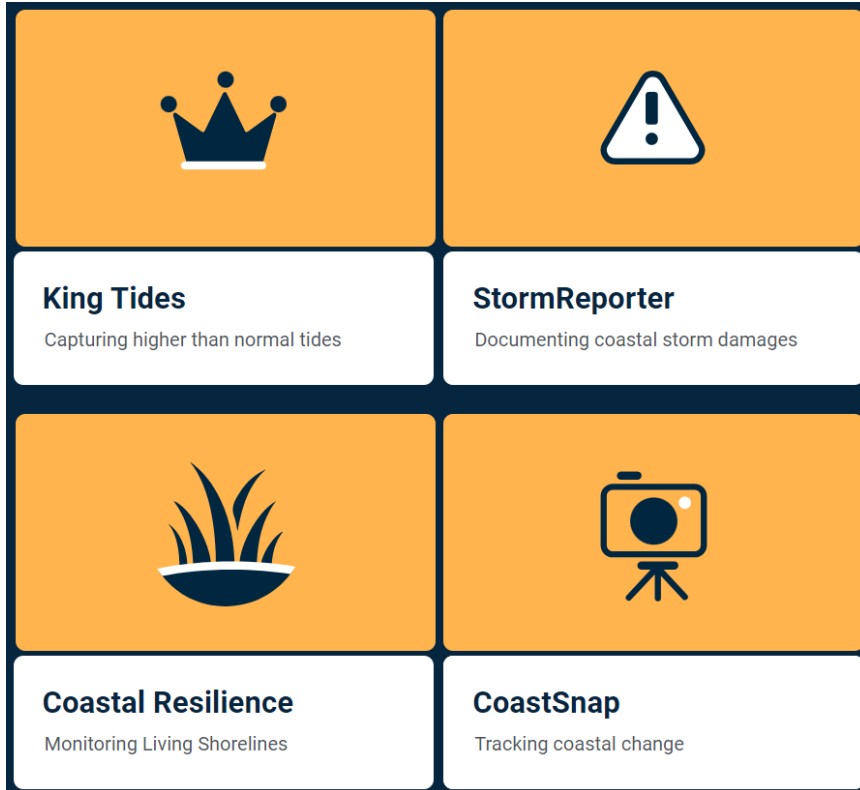 King Tides
Capturing higher than normal tides
StormReporter
Documenting coastal storm damages
Coastal Resilience
Monitoring Living Shorelines
CoastSnap
Tracking coastal change